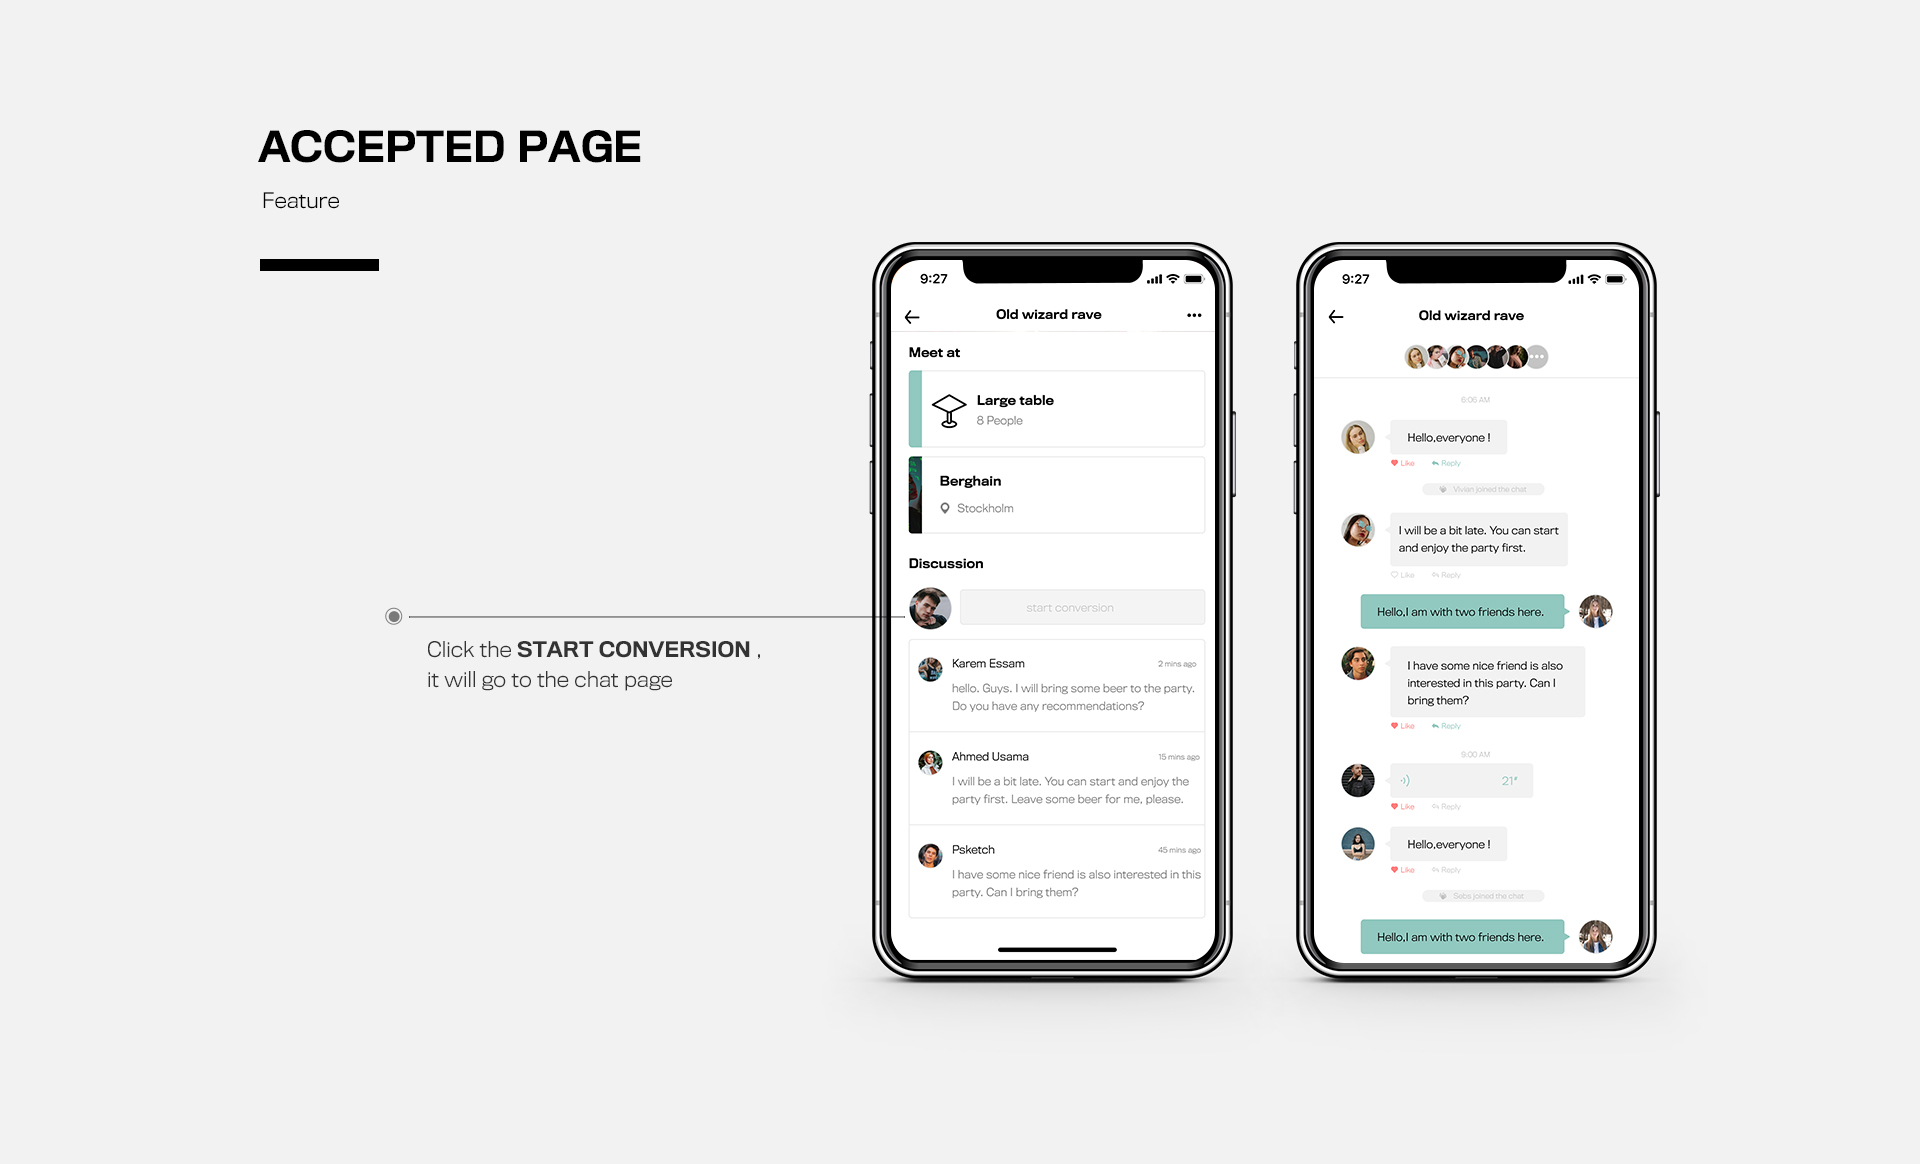 ACCEPTED PAGE
Feature
Click the START CONVERSION ,
it will go to the chat page
9:27
Old wizard rave
Meet at
Large table
8 People
Berghain
Stockholm
Discussion
start conversion
Karem Essam
2 mins ago
hello. Guys. I will bring some beer to the party.
Do you have any recommendations?
Ahmed Usama
15 mins ago
I will be a bit late. You can start and enjoy the
party first. Leave some beer for me, please.
Psketch
45 mins ago
I have some nice friend is also interested in this
party. Can I bring them?
9:27
Old wizard rave
6:06 AM
Hello,everyone !
Like
Reply
Vivian joined the chat
I will be a bit late. You can start
and enjoy the party first.
Like
Reply
Hello,I am with two friends here.
I have some nice friend is also
interested in this party. Can I
bring them?
Like
Reply
9:00 AM
21"
Like
Reply
Hello,everyone !
Like
Reply
Sebs joined the chat
Hello,I am with two friends here.